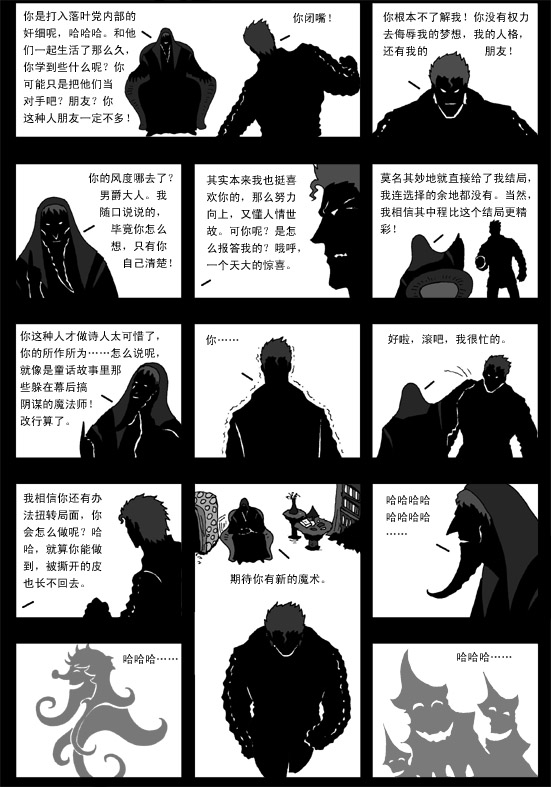 你是打入落叶党内部的
奸细呢，哈哈哈。和他
们一起生活了那么久，
你学到些什么呢？你
可能只是把他们当
对手吧？朋友？你
这种人朋友一定不多！
你闭嘴！
你根本不了解我！你没有权力
去侮辱我的梦想，我的人格，
还有我的 朋友！
你的风度哪去了？
男爵大人。我
随口说说的，
毕竟你怎么
想，只有你
自己清楚！
其实本来我也挺喜
欢你的，那么努力
向上，又懂人情世
故。可你呢？是怎
么报答我的？哦呼，
一个天大的惊喜。
莫名其妙地就直接给了我结局，
我连选择的余地都没有。当然，
我相信其中程比这个结局更精
彩！
你这种人才做诗人太可惜了，
你的所作所为……怎么说呢，
就像是童话故事里那
些躲在幕后搞
阴谋的魔法师！
改行算了。
你……
好啦，滚吧，我很忙的。
我相信你还有办
法扭转局面，你
会怎么做呢？哈
哈，就算你能做
到，被撕开的皮
也长不回去。
期待你有新的魔术。
哈哈哈哈
哈哈哈哈
……
哈哈哈……
哈哈哈……